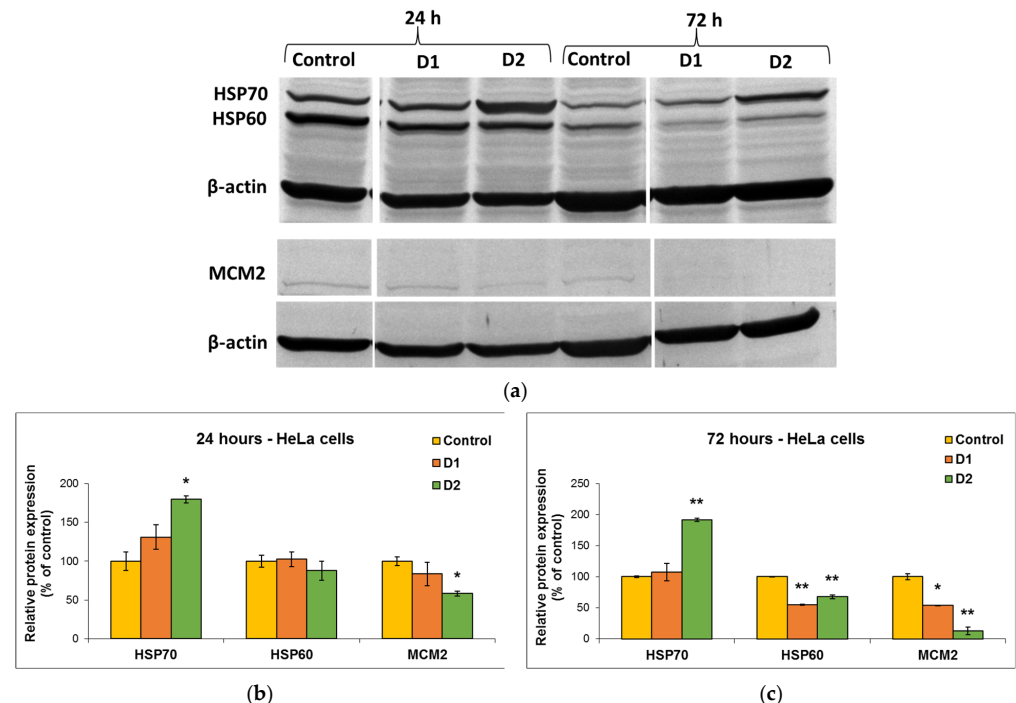 24 h 72 h
Control D1 D2 Control D1 D2
HSP70
HSP60
β-actin
MCM2
β-actin
(a)
24 hours - HeLa cells
Control
D1
D2
Relative protein expression
(% of control)
200
150
100
50
0
*
*
HSP70 HSP60 MCM2
(b)
72 hours - HeLa cells
Control
D1
D2
Relative protein expression
(% of control)
250
200
150
100
50
0
**
** **
* **
HSP70 HSP60 MCM2
(c)